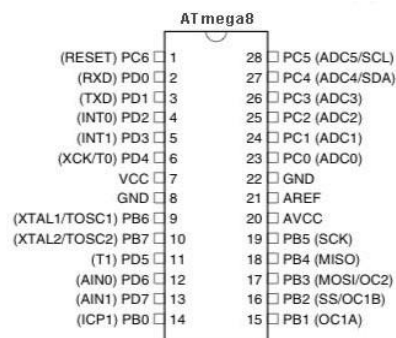 ATmega8
(RESET) PC6 1 28 PC5 (ADC5/SCL)
(RXD) PD0 2 27 PC4 (ADC4/SDA)
(TXD) PD1 3 26 PC3 (ADC3)
(INT0) PD2 4 25 PC2 (ADC2)
(INT1) PD3 5 24 PC1 (ADC1)
(XCK/T0) PD4 6 23 PC0 (ADC0)
VCC 7 22 GND
GND 8 21 AREF
(XTAL1/TOSC1) PB6 9 20 AVCC
(XTAL2/TOSC2) PB7 10 19 PB5 (SCK)
(T1) PD5 11 18 PB4 (MISO)
(AIN0) PD6 12 17 PB3 (MOSI/OC2)
(AIN1) PD7 13 16 PB2 (SS/OC1B)
(ICP1) PB0 14 15 PB1 (OC1A)